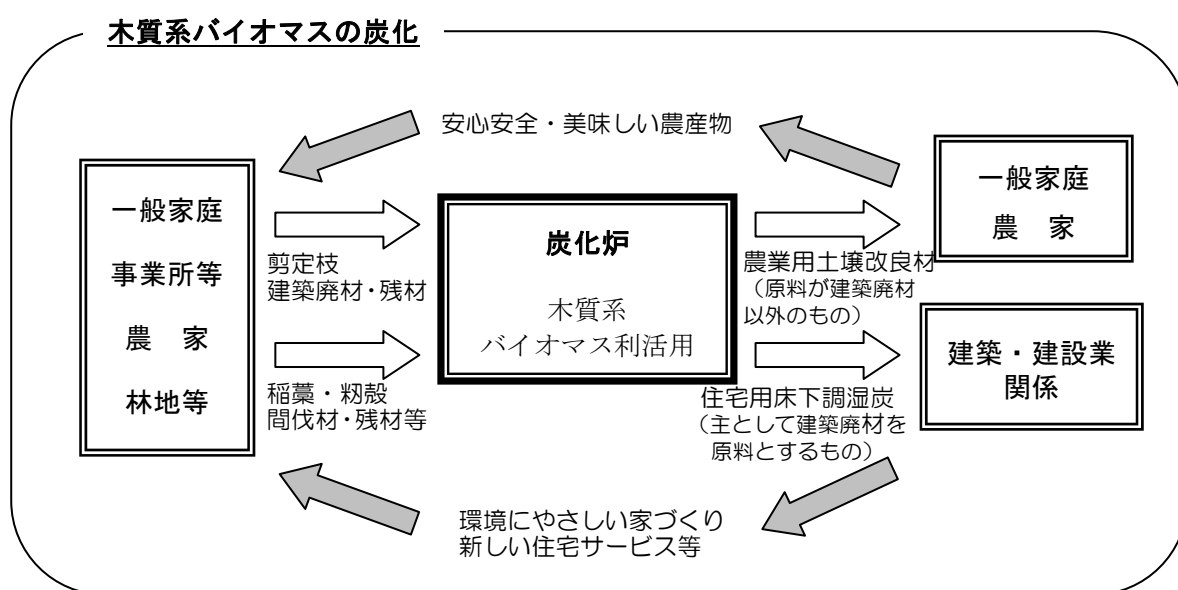 木質系バイオマスの炭化
安心安全・美味しい農産物
一般家庭
事業所等
農　家
林地等
剪定枝
建築廃材・残材
稲藁・籾殻
間伐材・残材等
炭化炉
木質系
バイオマス利活用
農業用土壌改良材
（原料が建築廃材
以外のもの）
住宅用床下調湿炭
（主として建築廃材を
原料とするもの）
一般家庭
農　家
建築・建設業
関係
環境にやさしい家づくり
新しい住宅サービス等